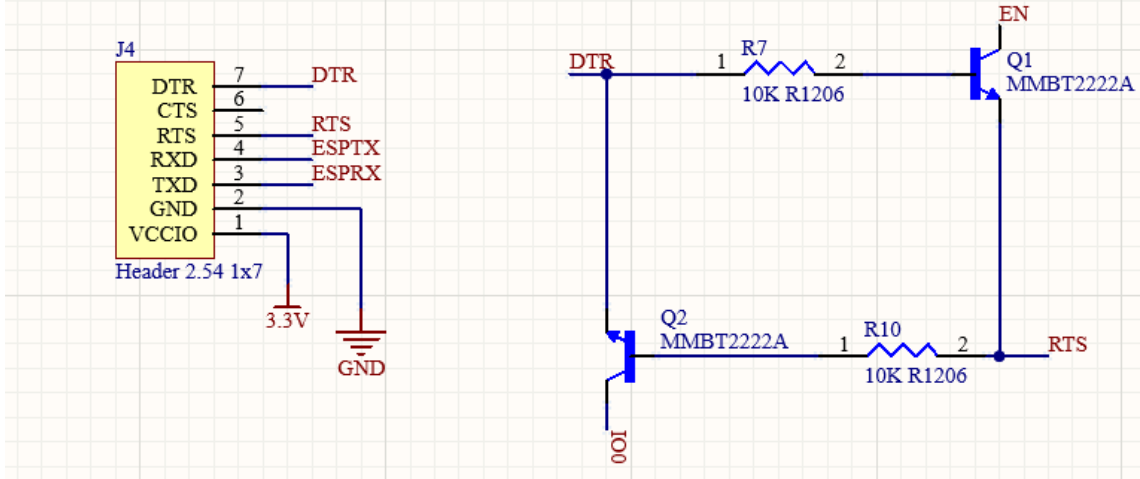 J4
DTR 7 DTR
CTS 6
RTS 5 RTS
RXD 4 ESPTX
TXD 3 ESPRX
GND 2
VCCIO 1
Header 2.54 1x7
3.3V
GND
DTR
R7
1 2
10K R1206
EN
Q1
MMBT2222A
Q2
MMBT2222A
R10
1 2
10K R1206
RTS
IO0